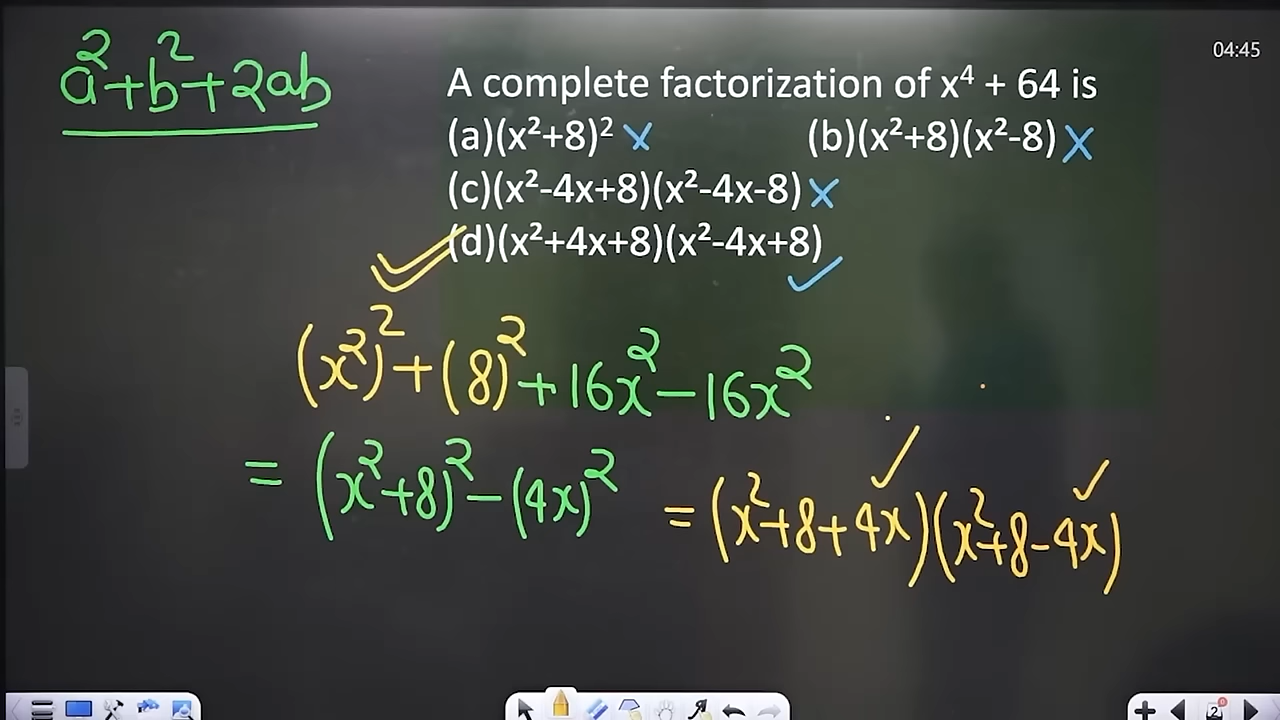 04:45
a²+b²+2ab
A complete factorization of x⁴ + 64 is
(a)(x²+8)² ✗ (b)(x²+8)(x²-8) ✗
(c)(x²-4x+8)(x²-4x-8) ✗
(d)(x²+4x+8)(x²-4x+8) ✓
(x²)²+(8)²+16x²-16x²
= (x²+8)²-(4x)² = (x²+8+4x)(x²+8-4x)
2